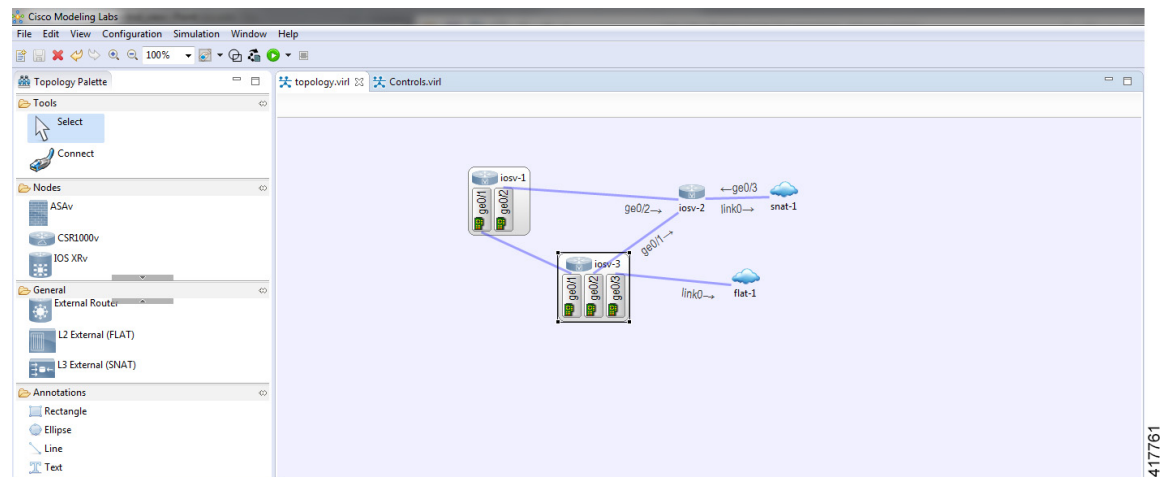 Cisco Modeling Labs
File Edit View Configuration Simulation Window Help
100%
Topology Palette
topology.virl
Controls.virl
Tools
Select
Connect
Nodes
ASAv
CSR1000v
IOS XRv
General
External Router
L2 External (FLAT)
L3 External (SNAT)
Annotations
Rectangle
Ellipse
Line
Text
iosv-1
ge0/1
ge0/2
ge0/2→
iosv-2
←ge0/3
link0→
snat-1
ge0/1→
iosv-3
ge0/1
ge0/2
ge0/3
link0→
flat-1
417761